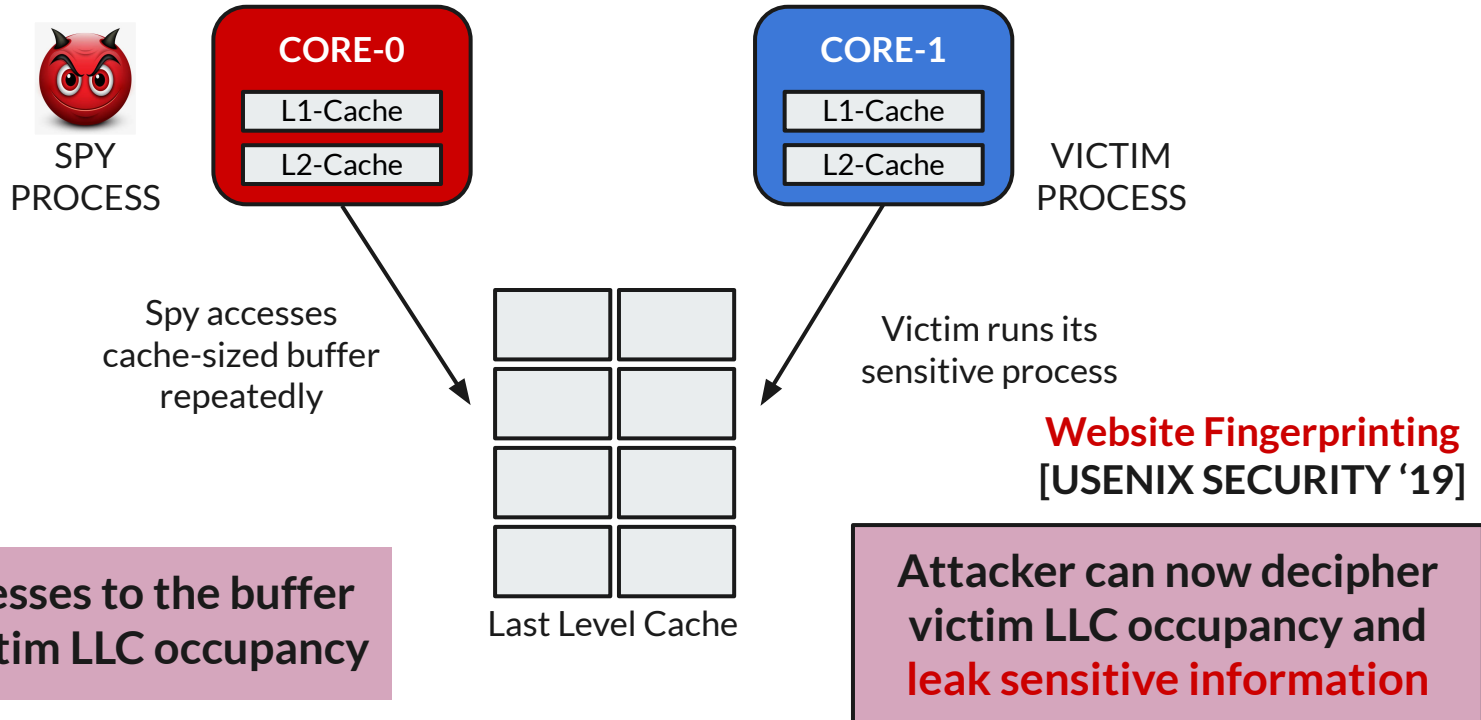 CORE-0
L1-Cache
L2-Cache
CORE-1
L1-Cache
L2-Cache
SPY
PROCESS
VICTIM
PROCESS
Spy accesses
cache-sized buffer
repeatedly
Victim runs its
sensitive process
Website Fingerprinting
[USENIX SECURITY ‘19]
to the buffer
LLC occupancy
Last Level Cache
Attacker can now decipher
victim LLC occupancy and
leak sensitive information